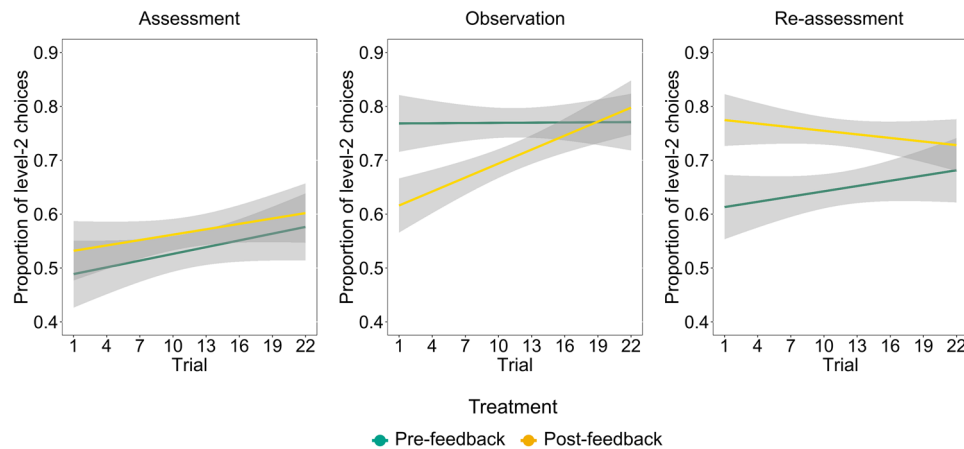 Assessment
Observation
Re-assessment
Proportion of level-2 choices
0.9
0.8
0.7
0.6
0.5
0.4
1 4 7 10 13 16 19 22
Trial
Proportion of level-2 choices
0.9
0.8
0.7
0.6
0.5
0.4
1 4 7 10 13 16 19 22
Trial
Proportion of level-2 choices
0.9
0.8
0.7
0.6
0.5
0.4
1 4 7 10 13 16 19 22
Trial
Treatment
Pre-feedback Post-feedback